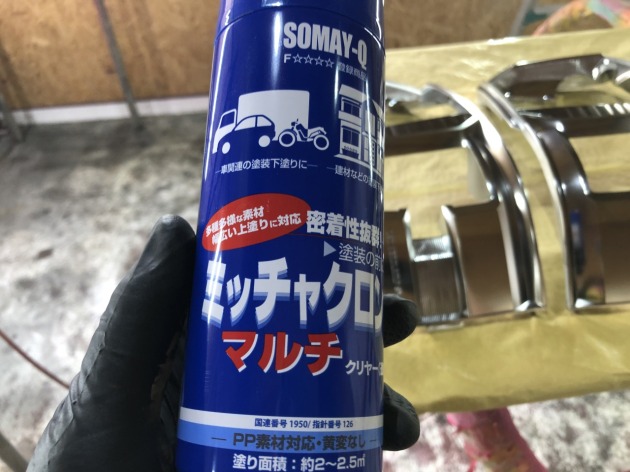 SOMAY-Q
F☆☆☆☆ 登録商品
車関連の塗装下塗りに
建材などの
多種多様な素材
幅広い上塗りに対応
密着性抜群
▶塗装の
ミッチャクロン
マルチ
クリヤー
国連番号 1950/指針番号 126
PP素材対応・黄変なし
塗り面積：約2～2.5㎡